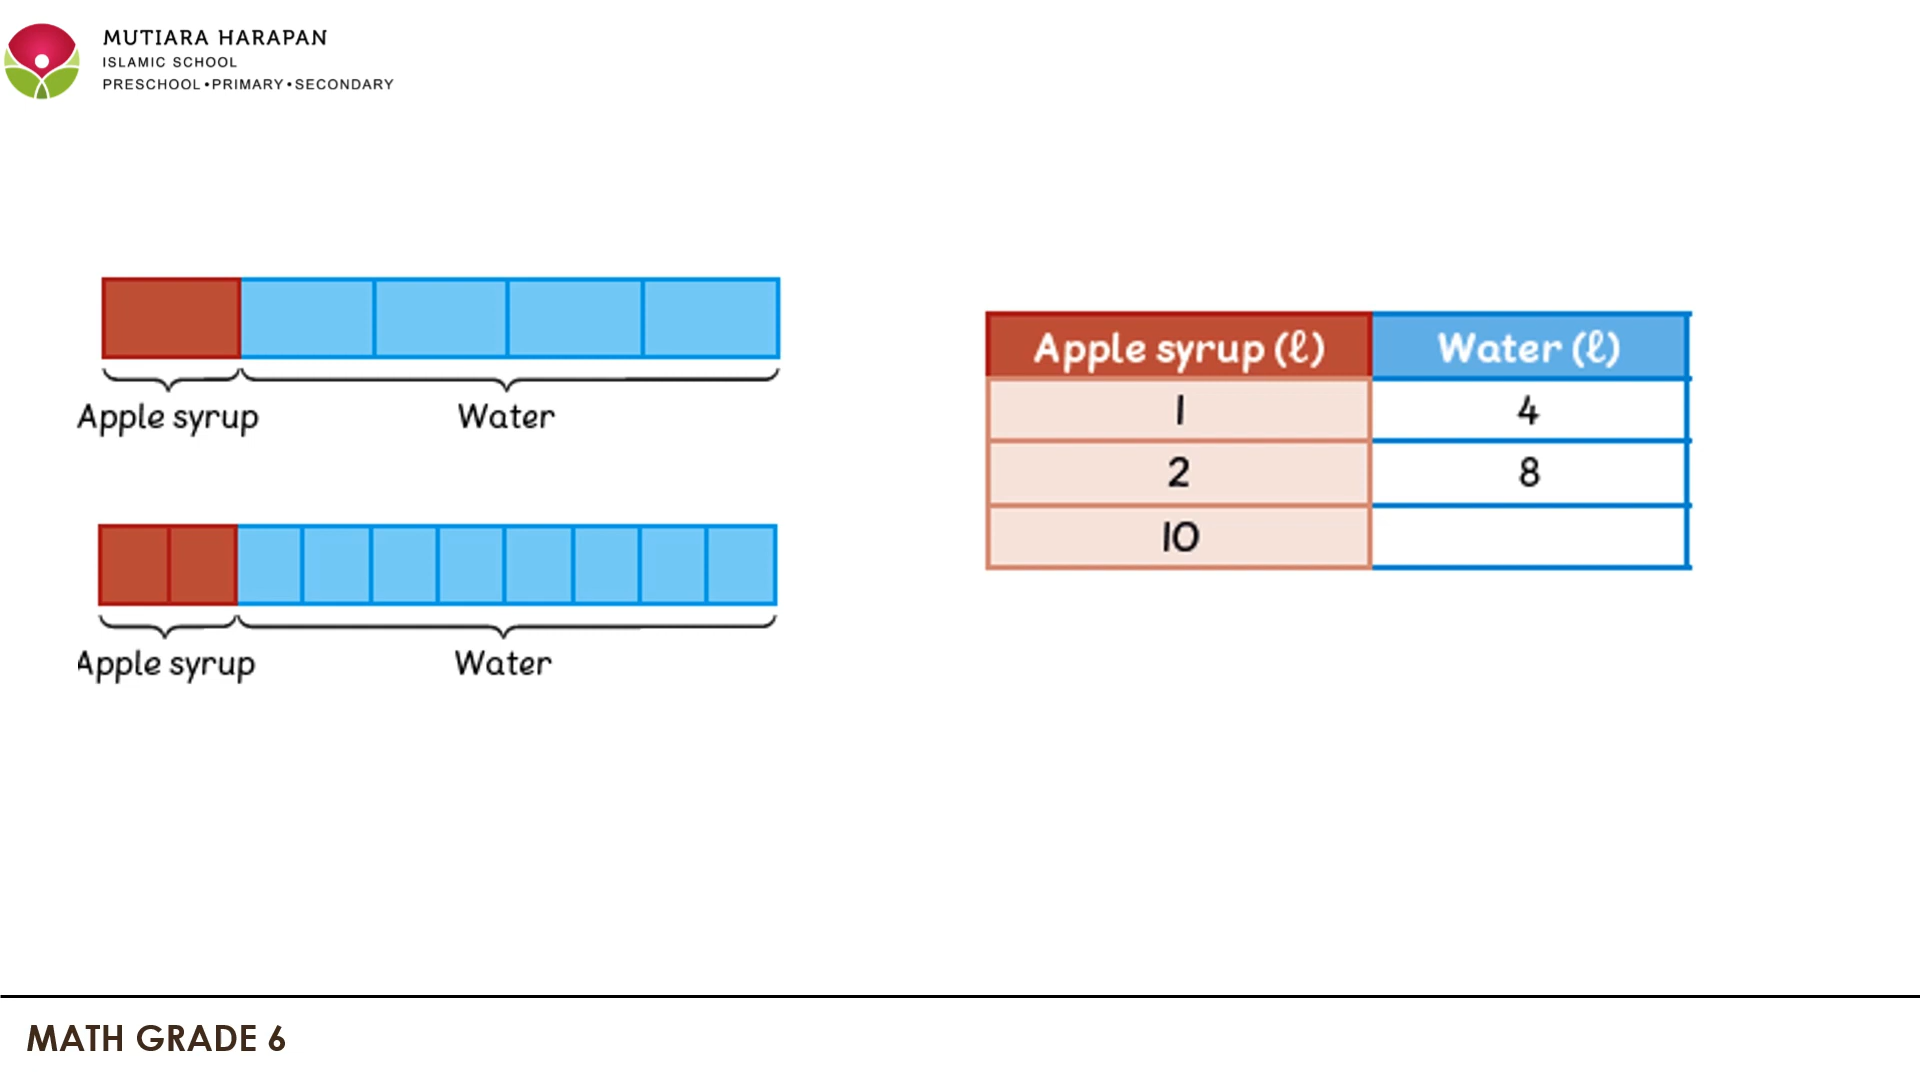 MUTIARA HARAPAN
ISLAMIC SCHOOL
PRESCHOOL•PRIMARY•SECONDARY
Apple syrup Water
Apple syrup Water
Apple syrup (ℓ) Water (ℓ)
1 4
2 8
10
MATH GRADE 6